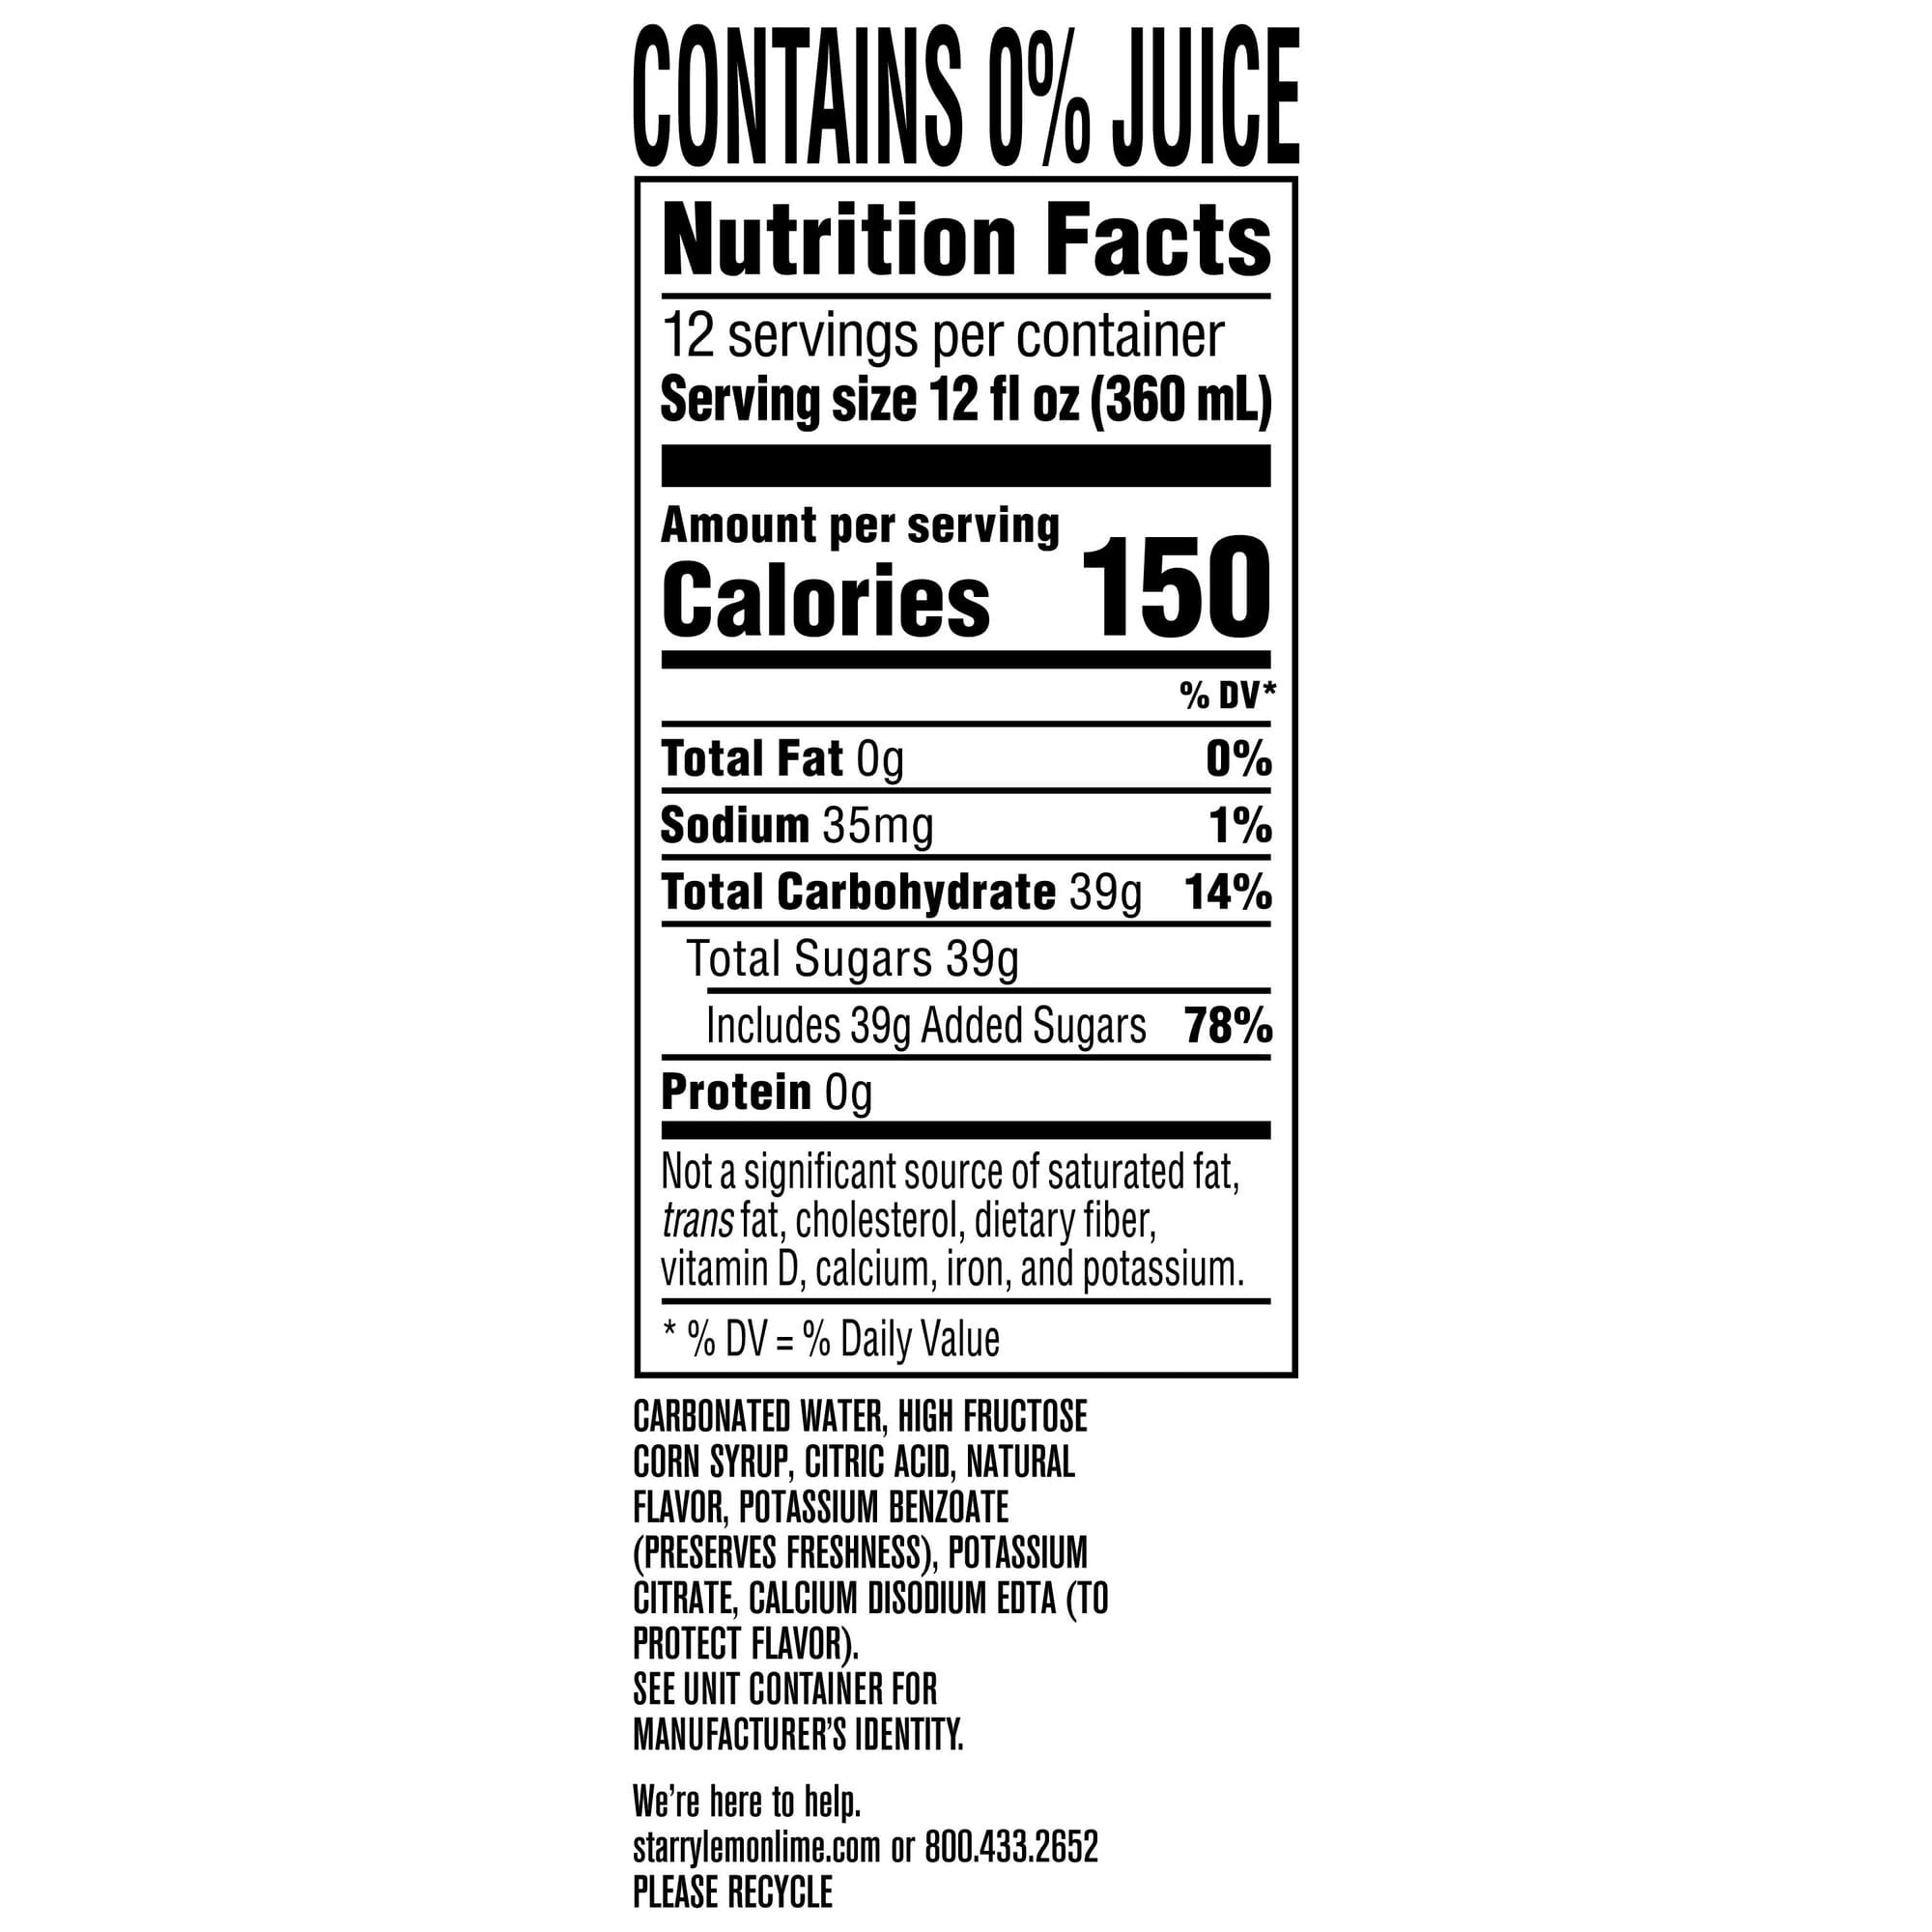 CONTAINS 0% JUICE
Nutrition Facts
12 servings per container
Serving size 12 fl oz (360 mL)
Amount per serving
Calories 150
% DV*
Total Fat 0g 0%
Sodium 35mg 1%
Total Carbohydrate 39g 14%
Total Sugars 39g
Includes 39g Added Sugars 78%
Protein 0g
Not a significant source of saturated fat,
trans fat, cholesterol, dietary fiber,
vitamin D, calcium, iron, and potassium.
* % DV = % Daily Value
CARBONATED WATER, HIGH FRUCTOSE
CORN SYRUP, CITRIC ACID, NATURAL
FLAVOR, POTASSIUM BENZOATE
(PRESERVES FRESHNESS), POTASSIUM
CITRATE, CALCIUM DISODIUM EDTA (TO
PROTECT FLAVOR).
SEE UNIT CONTAINER FOR
MANUFACTURER'S IDENTITY.
We're here to help.
starrylemonlime.com or 800.433.2652
PLEASE RECYCLE